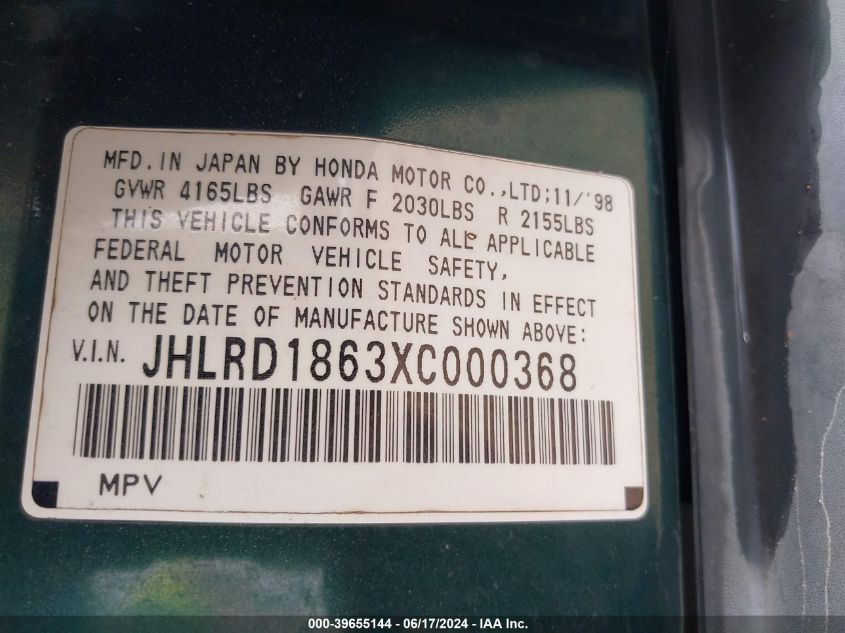 MFD. IN JAPAN BY HONDA MOTOR CO.,LTD;11/'98
GVWR 4165LBS GAWR F 2030LBS R 2155LBS
THIS VEHICLE CONFORMS TO ALL APPLICABLE
FEDERAL MOTOR VEHICLE SAFETY,
AND THEFT PREVENTION STANDARDS IN EFFECT
ON THE DATE OF MANUFACTURE SHOWN ABOVE:
V.I.N. JHLRD1863XC000368
MPV
000-39655144 - 06/17/2024 - IAA Inc.